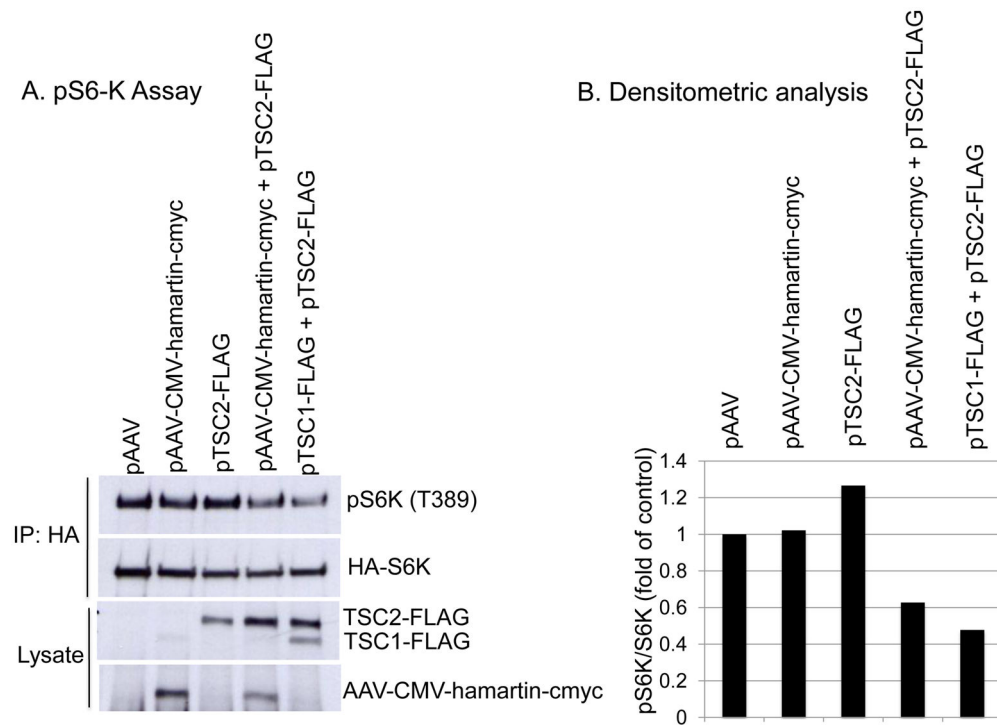 A. pS6-K Assay
pAAV
pAAV-CMV-hamartin-cmyc
pTSC2-FLAG
pAAV-CMV-hamartin-cmyc + pTSC2-FLAG
pTSC1-FLAG + pTSC2-FLAG
IP: HA
pS6K (T389)
HA-S6K
Lysate
TSC2-FLAG
TSC1-FLAG
AAV-CMV-hamartin-cmyc
B. Densitometric analysis
pAAV
pAAV-CMV-hamartin-cmyc
pTSC2-FLAG
pAAV-CMV-hamartin-cmyc + pTSC2-FLAG
pTSC1-FLAG + pTSC2-FLAG
pS6K/S6K (fold of control)
1.4
1.2
1
0.8
0.6
0.4
0.2
0